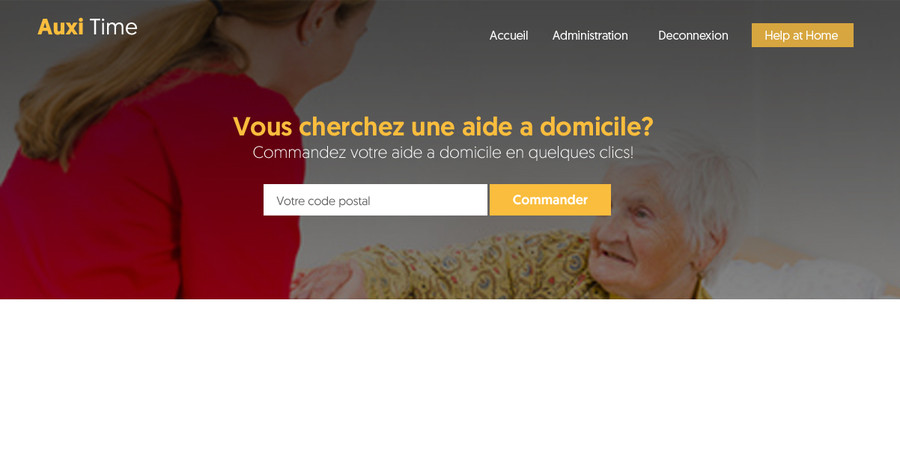 Auxi Time
Accueil Administration Deconnexion Help at Home
Vous cherchez une aide a domicile?
Commandez votre aide a domicile en quelques clics!
Votre code postal Commander